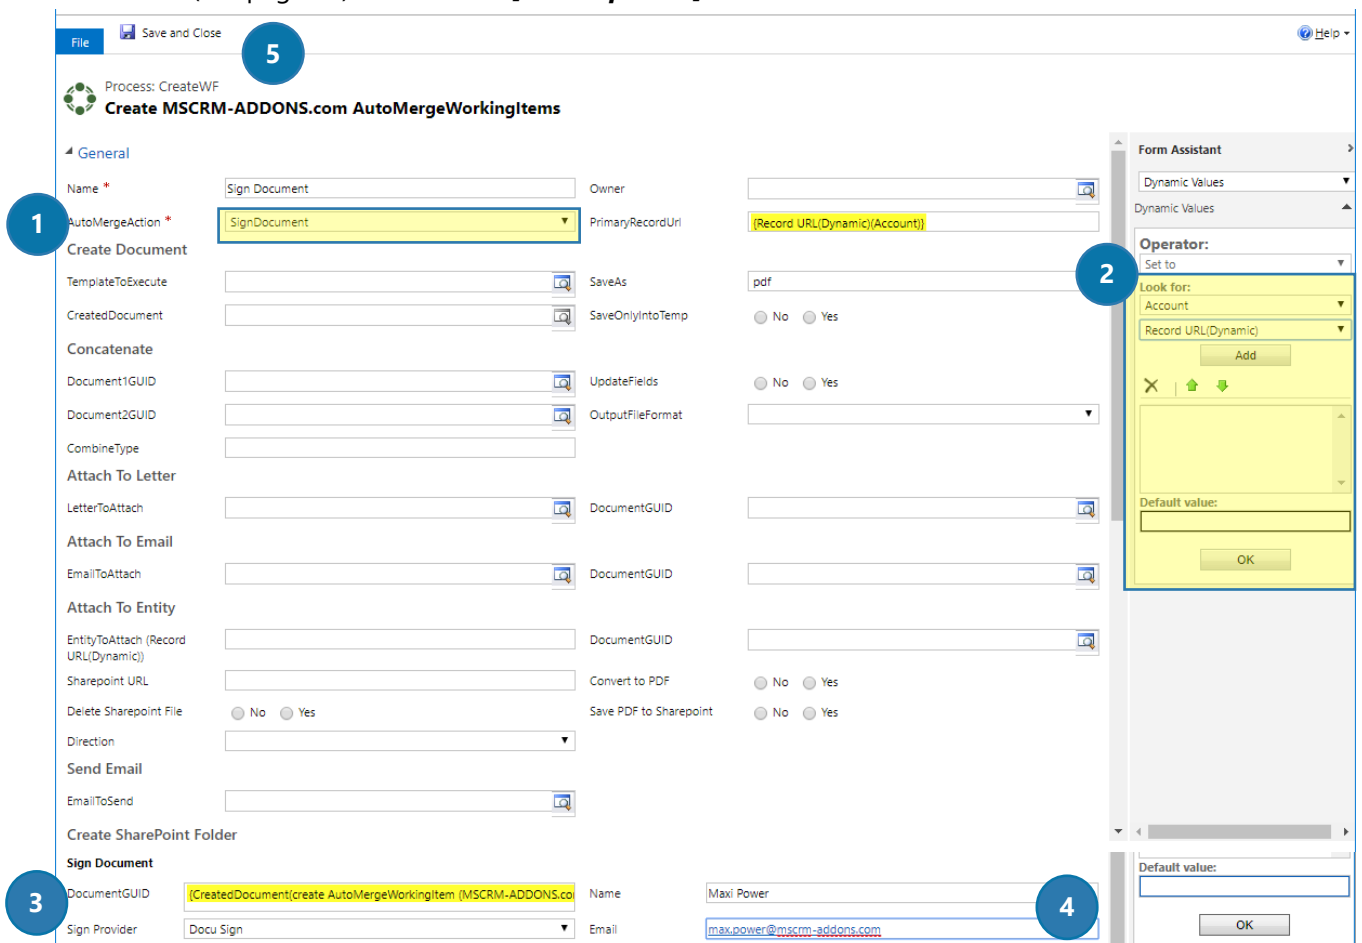 File
Save and Close
5
Help
Process: CreateWF
Create MSCRM-ADDONS.com AutoMergeWorkingItems
General
Name *
Sign Document
Owner
1
AutoMergeAction *
SignDocument
PrimaryRecordUrl
{Record URL(Dynamic)(Account)}
Create Document
TemplateToExecute
SaveAs
pdf
CreatedDocument
SaveOnlyIntoTemp
No
Yes
Concatenate
Document1GUID
UpdateFields
No
Yes
Document2GUID
OutputFileFormat
CombineType
Attach To Letter
LetterToAttach
DocumentGUID
Attach To Email
EmailToAttach
DocumentGUID
Attach To Entity
EntityToAttach (Record
URL(Dynamic))
DocumentGUID
Sharepoint URL
Convert to PDF
No
Yes
Delete Sharepoint File
No
Yes
Save PDF to Sharepoint
No
Yes
Direction
Send Email
EmailToSend
Create SharePoint Folder
Sign Document
3
DocumentGUID
{CreatedDocument(create AutoMergeWorkingItem (MSCRM-ADDONS.co
Name
Maxi Power
4
Sign Provider
Docu Sign
Email
max.power@mscrm-addons.com
Form Assistant
Dynamic Values
Dynamic Values
Operator:
Set to
2
Look for:
Account
Record URL(Dynamic)
Add
Default value:
OK
Default value:
OK